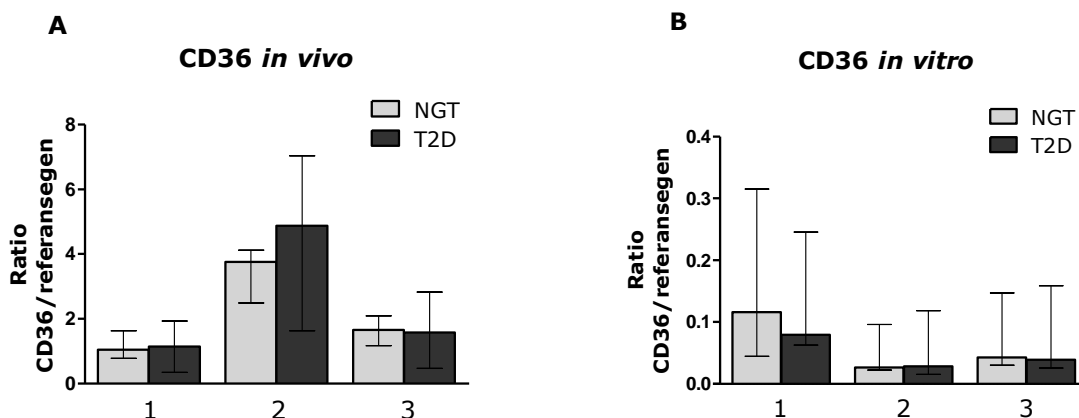 A
CD36 in vivo
NGT
T2D
Ratio
CD36/referansegen
8
6
4
2
0
1 2 3
B
CD36 in vitro
NGT
T2D
Ratio
CD36/referansegen
0.4
0.3
0.2
0.1
0.0
1 2 3